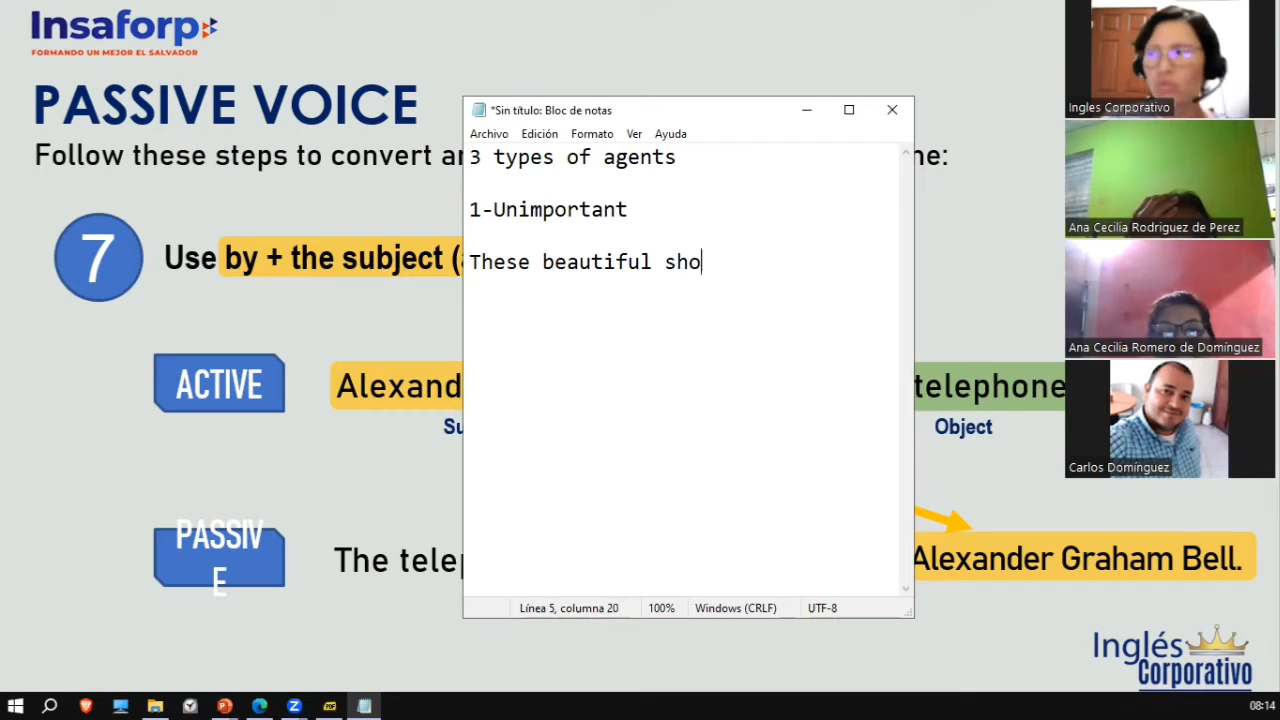 Insaforp
FORMANDO UN MEJOR EL SALVADOR
PASSIVE VOICE
Follow these steps to convert
ne:
7
Use by + the subject
ACTIVE
Alexand
telephone
Object
PASSIV
E
The tele
Alexander Graham Bell.
*Sin título: Bloc de notas
Archivo Edición Formato Ver Ayuda
3 types of agents
1-Unimportant
These beautiful sho
Línea 5, columna 20 100% Windows (CRLF) UTF-8
Ingles Corporativo
Ana Cecilia Rodriguez de Perez
Ana Cecilia Romero de Domínguez
Carlos Domínguez
Inglés
Corporativo
08:14